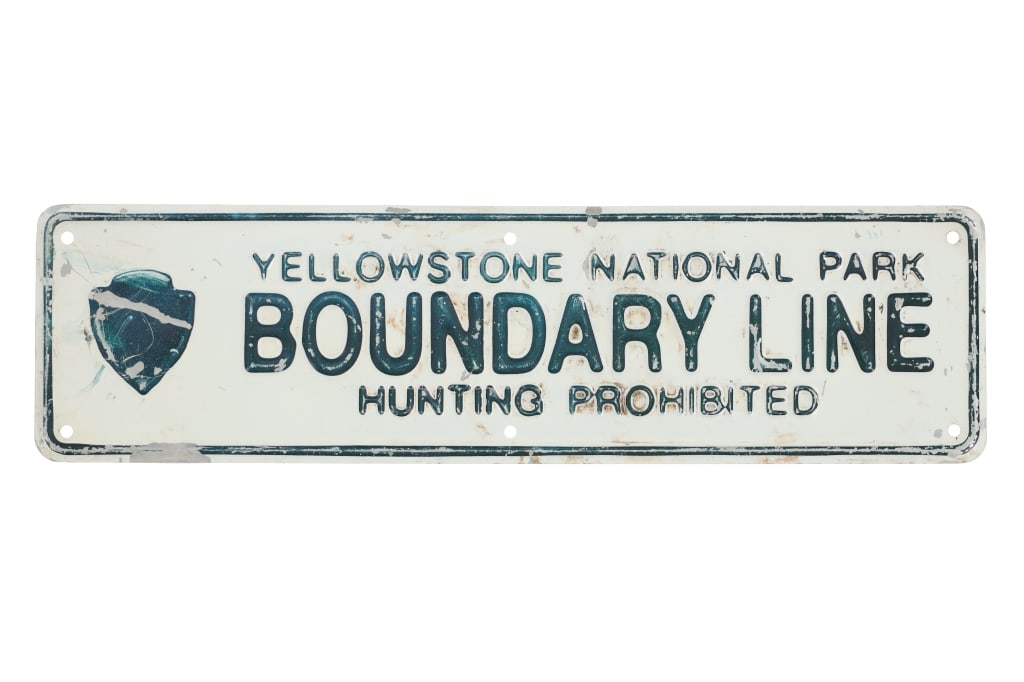 YELLOWSTONE NATIONAL PARK
BOUNDARY LINE
HUNTING PROHIBITED